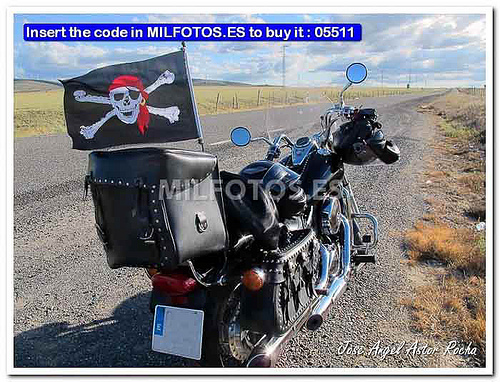 Insert the code in MILFOTOS.ES to buy it : 05511
MILFOTOS.ES
José Angel Astor Rocha